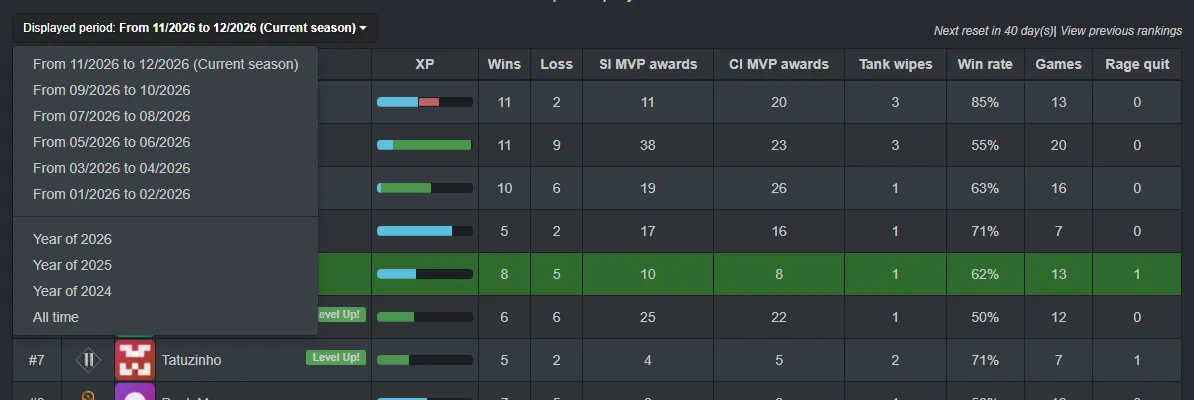 Displayed period: From 11/2026 to 12/2026 (Current season)
Next reset in 40 day(s)| View previous rankings
From 11/2026 to 12/2026 (Current season)
From 09/2026 to 10/2026
From 07/2026 to 08/2026
From 05/2026 to 06/2026
From 03/2026 to 04/2026
From 01/2026 to 02/2026
Year of 2026
Year of 2025
Year of 2024
All time
XP Wins Loss SI MVP awards CI MVP awards Tank wipes Win rate Games Rage quit
11 2 11 20 3 85% 13 0
11 9 38 23 3 55% 20 0
10 6 19 26 1 63% 16 0
5 2 17 16 1 71% 7 0
8 5 10 8 1 62% 13 1
Up! 6 6 25 22 1 50% 12 0
#7 Tatuzinho Level Up! 5 2 4 5 2 71% 7 1